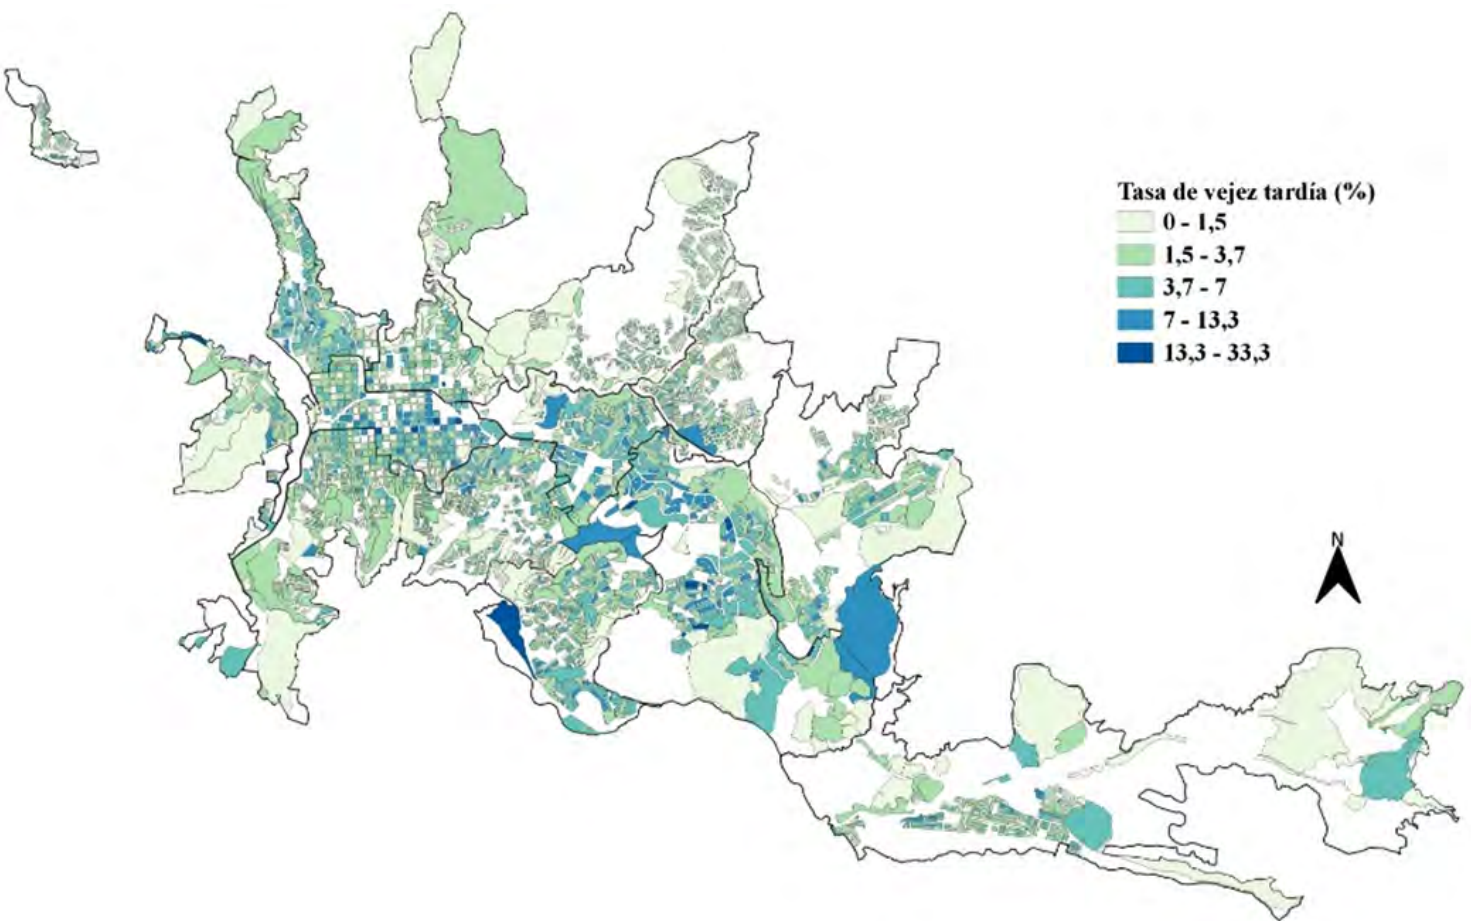 Tasa de vejez tardía (%)
0 - 1,5
1,5 - 3,7
3,7 - 7
7 - 13,3
13,3 - 33,3
N